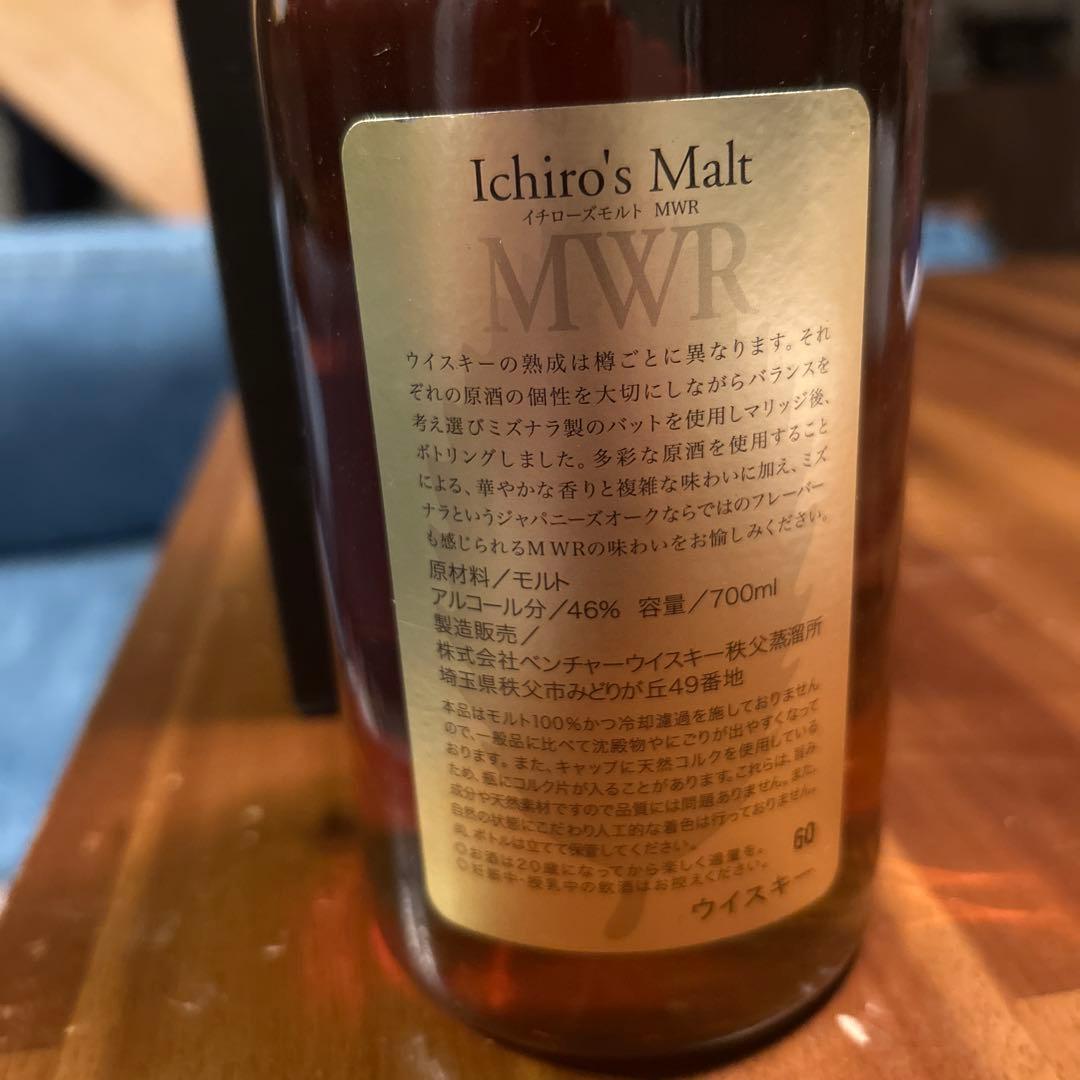 Ichiro's Malt
イチローズモルト MWR
MWR
ウイスキーの熟成は樽ごとに異なります。それ
ぞれの原酒の個性を大切にしながらバランスを
考え選びミズナラ製のバットを使用しマリッジ後、
ボトリングしました。多彩な原酒を使用すること
による、華やかな香りと複雑な味わいに加え、ミズ
ナラというジャパニーズオークならではのフレーバー
も感じられるMWRの味わいをお愉しみください。
原材料／モルト
アルコール分／46% 容量／700ml
製造販売／
株式会社ベンチャーウイスキー秩父蒸溜所
埼玉県秩父市みどりが丘49番地
本品はモルト100%かつ冷却濾過を施しておりません
ので、一般品に比べて沈殿物やにごりが出やすくなって
おります。また、キャップに天然コルクを使用している
ため、瓶にコルク片が入ることがあります。これらは、旨み
成分や天然素材ですので品質には問題ありません。また、
自然の状態にこだわり人工的な着色は行っておりません。
尚、ボトルは立てて保管してください。
◎お酒は20歳になってから楽しく適量を。
◎妊娠中・授乳中の飲酒はお控えください。
60
ウイスキー